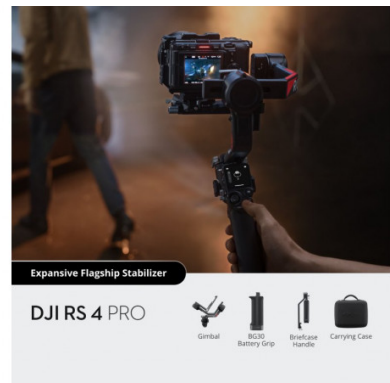 Expansive Flagship Stabilizer
DJI RS 4 PRO
Gimbal
BG30
Battery Grip
Briefcase
Handle
Carrying Case